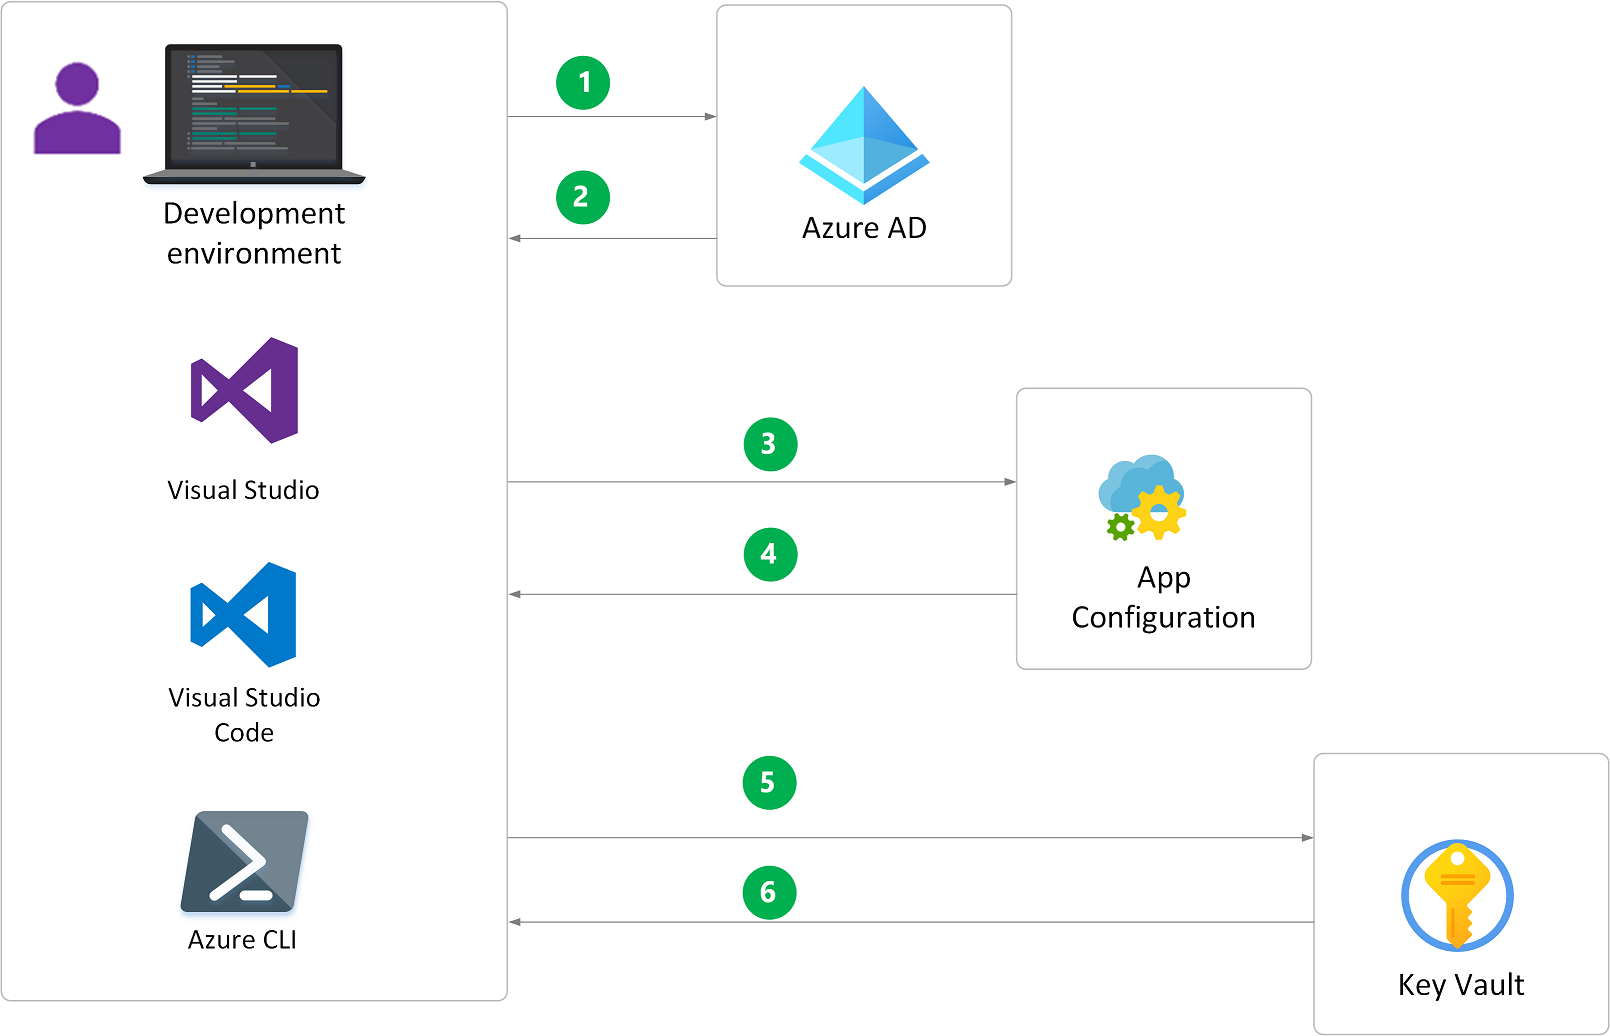 1
2
Development
environment
Azure AD
Visual Studio
3
4
App
Configuration
Visual Studio
Code
5
6
Azure CLI
Key Vault